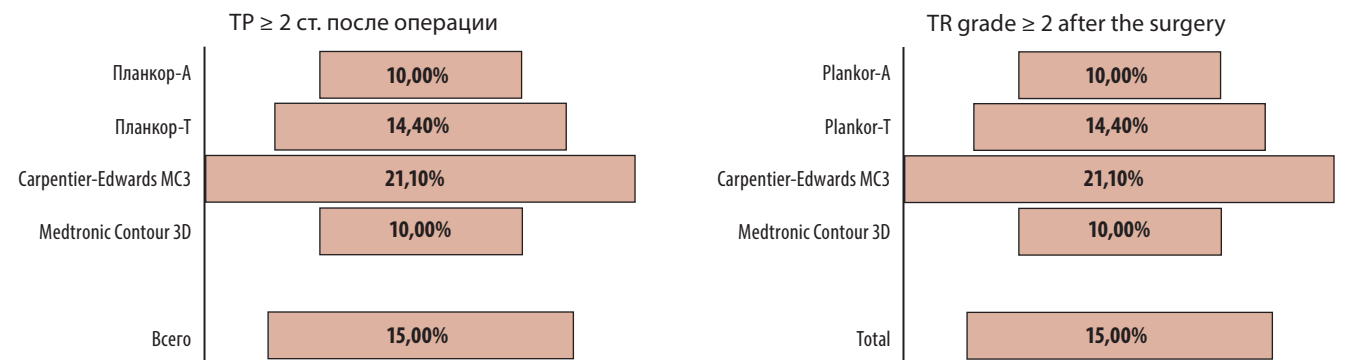 ТР ≥ 2 ст. после операции
Планкор-А 10,00%
Планкор-Т 14,40%
Carpentier-Edwards MC3 21,10%
Medtronic Contour 3D 10,00%
Всего 15,00%
TR grade ≥ 2 after the surgery
Plankor-A 10,00%
Plankor-T 14,40%
Carpentier-Edwards MC3 21,10%
Medtronic Contour 3D 10,00%
Total 15,00%